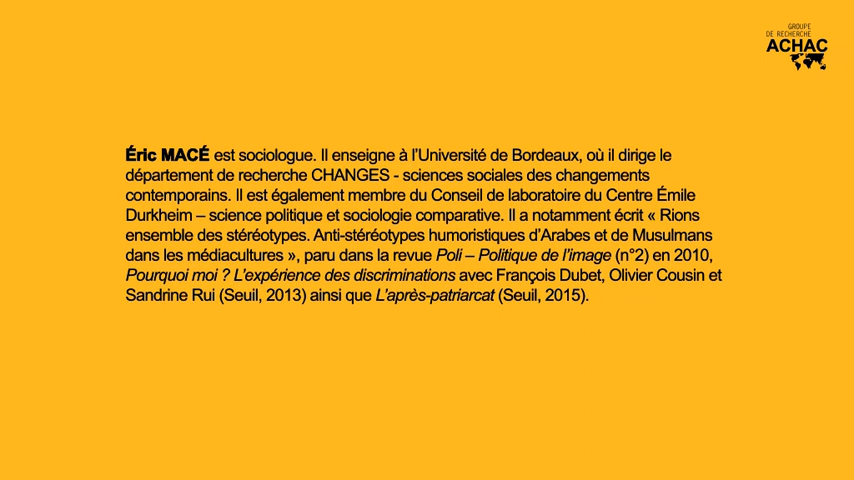 GROUPE
DE RECHERCHE
ACHAC
Éric MACÉ est sociologue. Il enseigne à l'Université de Bordeaux, où il dirige le
département de recherche CHANGES - sciences sociales des changements
contemporains. Il est également membre du Conseil de laboratoire du Centre Émile
Durkheim – science politique et sociologie comparative. Il a notamment écrit « Rions
ensemble des stéréotypes. Anti-stéréotypes humoristiques d'Arabes et de Musulmans
dans les médiacultures », paru dans la revue Poli – Politique de l'image (n°2) en 2010,
Pourquoi moi ? L'expérience des discriminations avec François Dubet, Olivier Cousin et
Sandrine Rui (Seuil, 2013) ainsi que L'après-patriarcat (Seuil, 2015).